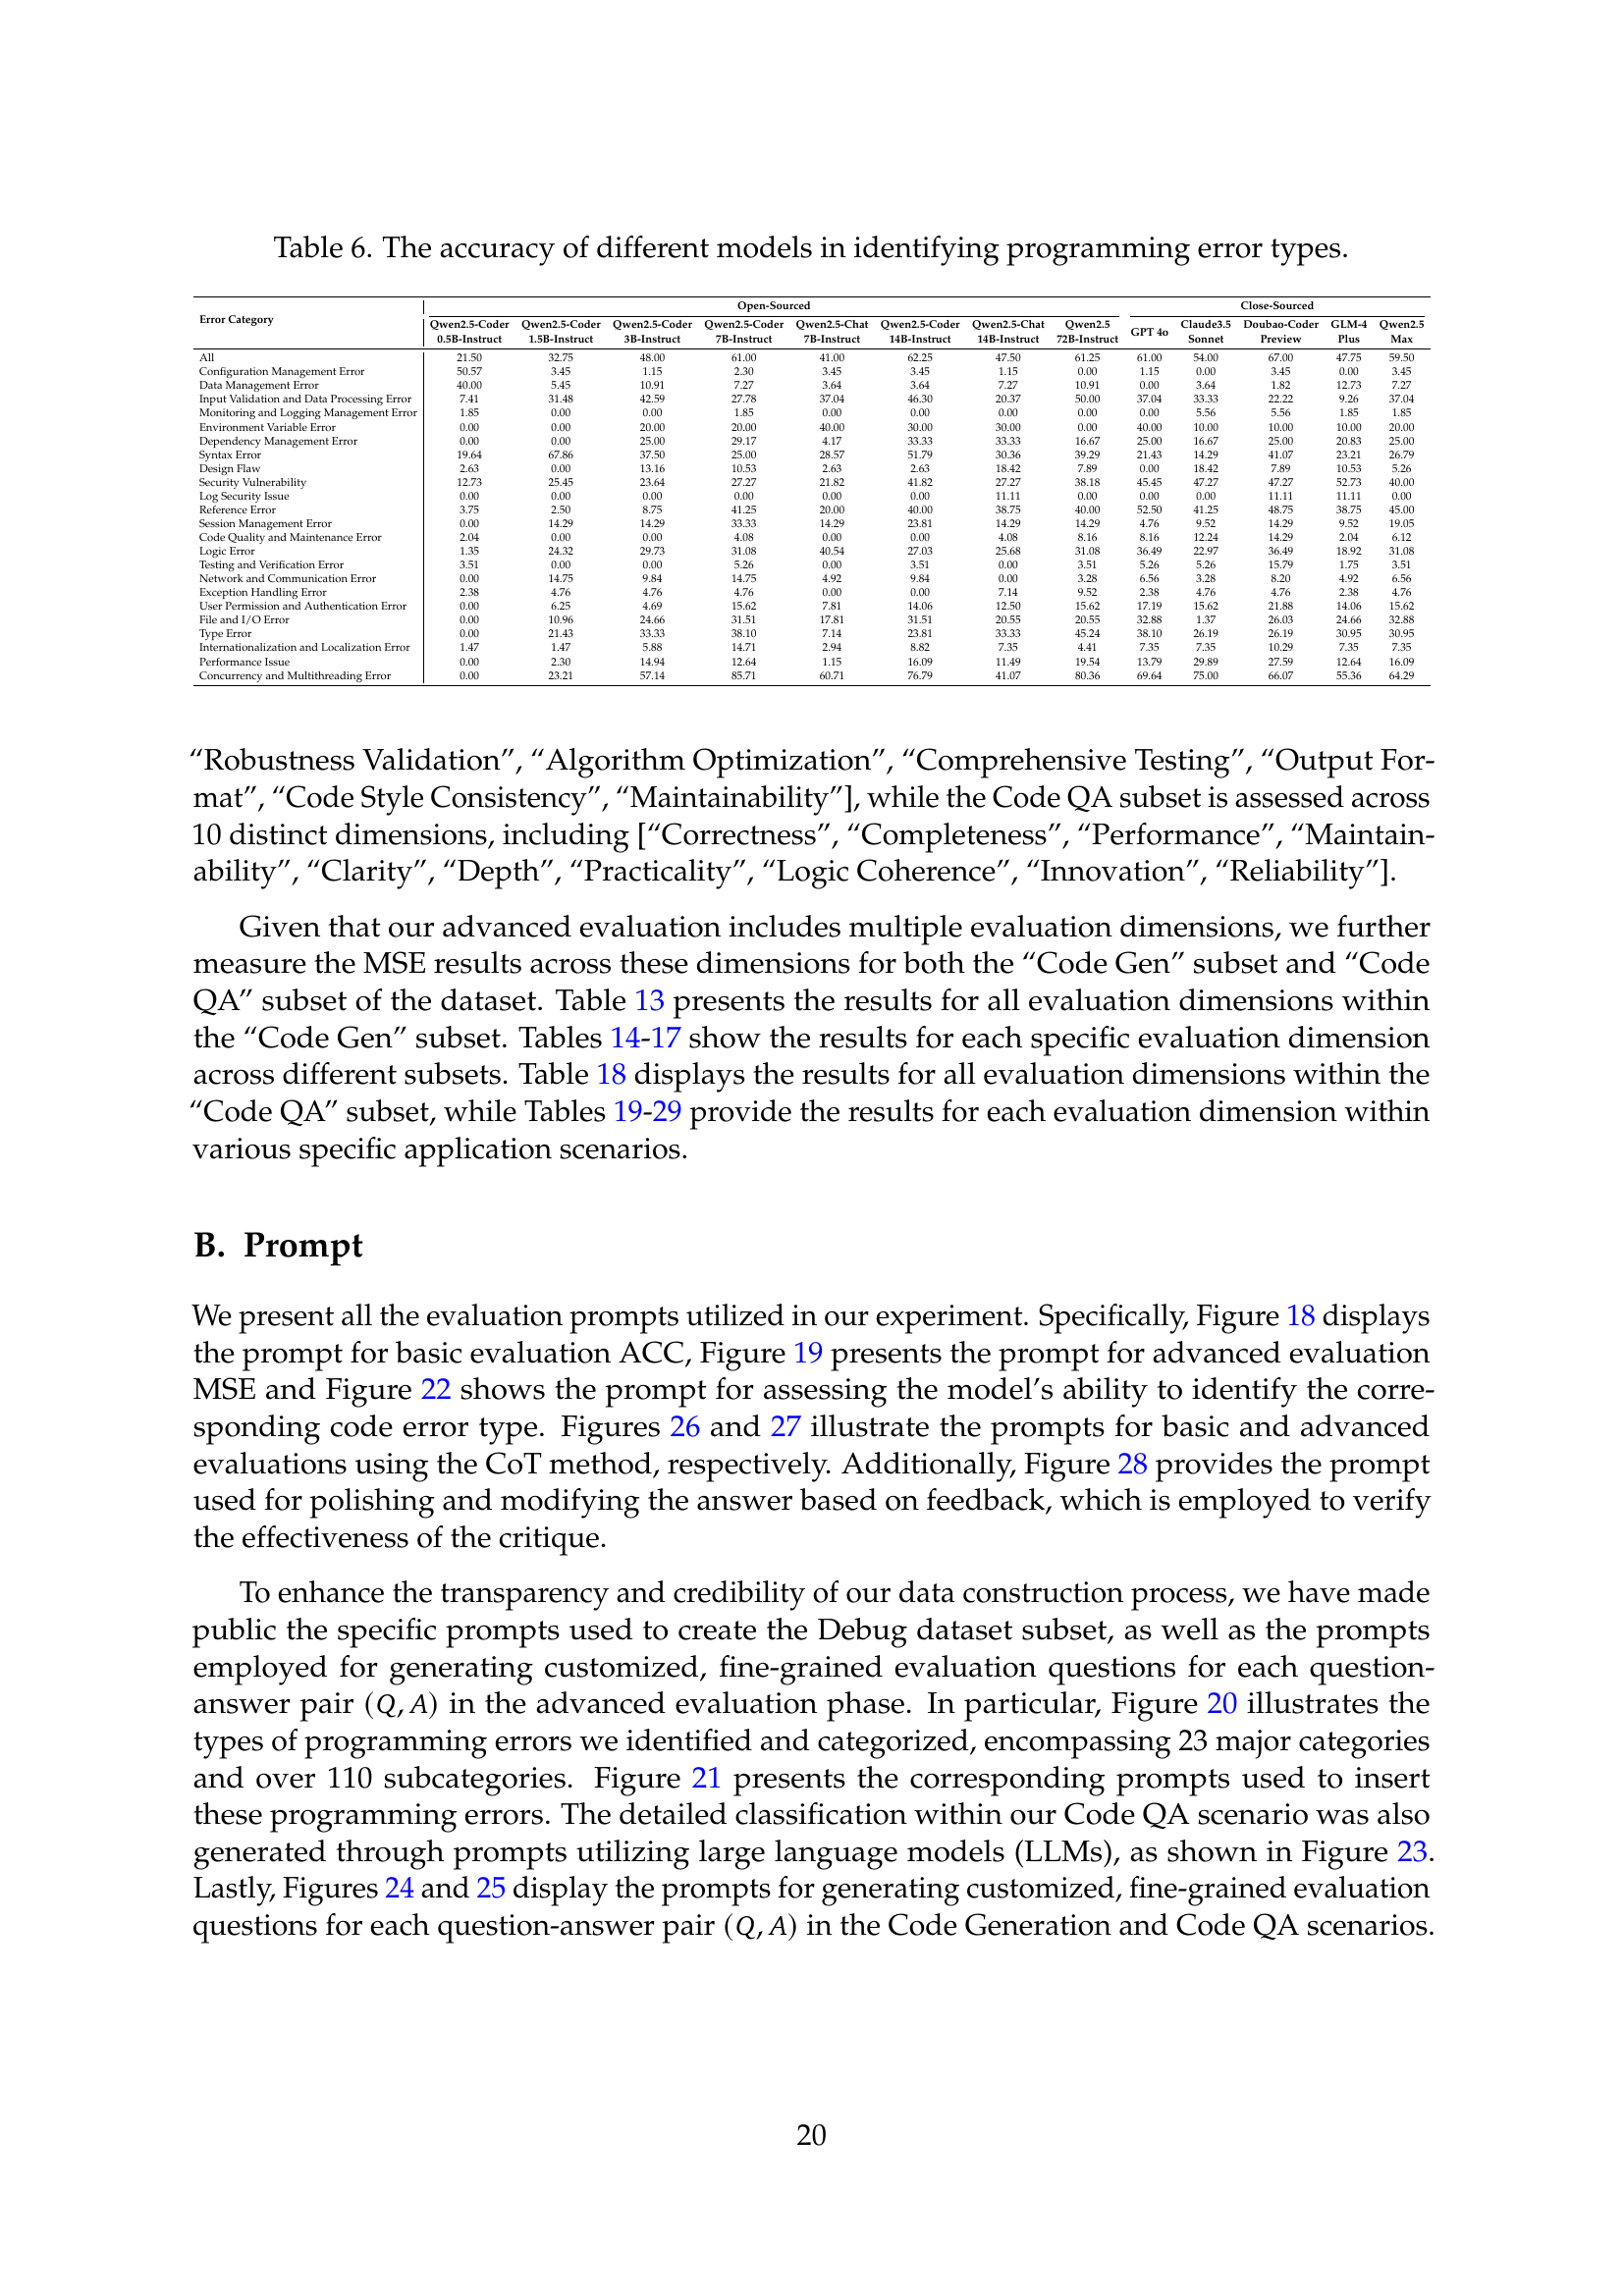 Table 6. The accuracy of different models in identifying programming error types.
Open-Sourced Close-Sourced
Error Category
Qwen2.5-Coder Qwen2.5-Coder Qwen2.5-Coder Qwen2.5-Coder Qwen2.5-Chat Qwen2.5-Coder Qwen2.5-Chat Qwen2.5 GPT 4o Claude3.5 Doubao-Coder GLM-4 Qwen2.5
0.5B-Instruct 1.5B-Instruct 3B-Instruct 7B-Instruct 7B-Instruct 14B-Instruct 14B-Instruct 72B-Instruct Sonnet Preview Plus Max
All 21.50 32.75 48.00 61.00 41.00 62.25 47.50 61.25 61.00 54.00 67.00 47.75 59.50
Configuration Management Error 50.57 3.45 1.15 2.30 3.45 3.45 1.15 0.00 1.15 0.00 3.45 0.00 3.45
Data Management Error 40.00 5.45 10.91 7.27 3.64 3.64 7.27 10.91 0.00 3.64 1.82 12.73 7.27
Input Validation and Data Processing Error 7.41 31.48 42.59 27.78 37.04 46.30 20.37 50.00 37.04 33.33 22.22 9.26 37.04
Monitoring and Logging Management Error 1.85 0.00 0.00 1.85 0.00 0.00 0.00 0.00 0.00 5.56 5.56 1.85 1.85
Environment Variable Error 0.00 0.00 20.00 20.00 40.00 30.00 30.00 0.00 40.00 10.00 10.00 10.00 20.00
Dependency Management Error 0.00 0.00 25.00 29.17 4.17 33.33 33.33 16.67 25.00 16.67 25.00 20.83 25.00
Syntax Error 19.64 67.86 37.50 25.00 28.57 51.79 30.36 39.29 21.43 14.29 41.07 23.21 26.79
Design Flaw 2.63 0.00 13.16 10.53 2.63 2.63 18.42 7.89 0.00 18.42 7.89 10.53 5.26
Security Vulnerability 12.73 25.45 23.64 27.27 21.82 41.82 27.27 38.18 45.45 47.27 47.27 52.73 40.00
Log Security Issue 0.00 0.00 0.00 0.00 0.00 0.00 11.11 0.00 0.00 0.00 11.11 11.11 0.00
Reference Error 3.75 2.50 8.75 41.25 20.00 40.00 38.75 40.00 52.50 41.25 48.75 38.75 45.00
Session Management Error 0.00 14.29 14.29 33.33 14.29 23.81 14.29 14.29 4.76 9.52 14.29 9.52 19.05
Code Quality and Maintenance Error 2.04 0.00 0.00 4.08 0.00 0.00 4.08 8.16 8.16 12.24 14.29 2.04 6.12
Logic Error 1.35 24.32 29.73 31.08 40.54 27.03 25.68 31.08 36.49 22.97 36.49 18.92 31.08
Testing and Verification Error 3.51 0.00 0.00 5.26 0.00 3.51 0.00 3.51 5.26 5.26 15.79 1.75 3.51
Network and Communication Error 0.00 14.75 9.84 14.75 4.92 9.84 0.00 3.28 6.56 3.28 8.20 4.92 6.56
Exception Handling Error 2.38 4.76 4.76 4.76 0.00 0.00 7.14 9.52 2.38 4.76 4.76 2.38 4.76
User Permission and Authentication Error 0.00 6.25 4.69 15.62 7.81 14.06 12.50 15.62 17.19 15.62 21.88 14.06 15.62
File and I/O Error 0.00 10.96 24.66 31.51 17.81 31.51 20.55 20.55 32.88 1.37 26.03 24.66 32.88
Type Error 0.00 21.43 33.33 38.10 7.14 23.81 33.33 45.24 38.10 26.19 26.19 30.95 30.95
Internationalization and Localization Error 1.47 1.47 5.88 14.71 2.94 8.82 7.35 4.41 7.35 7.35 10.29 7.35 7.35
Performance Issue 0.00 2.30 14.94 12.64 1.15 16.09 11.49 19.54 13.79 29.89 27.59 12.64 16.09
Concurrency and Multithreading Error 0.00 23.21 57.14 85.71 60.71 76.79 41.07 80.36 69.64 75.00 66.07 55.36 64.29
“Robustness Validation”, “Algorithm Optimization”, “Comprehensive Testing”, “Output For-
mat”, “Code Style Consistency”, “Maintainability”], while the Code QA subset is assessed across
10 distinct dimensions, including [“Correctness”, “Completeness”, “Performance”, “Maintain-
ability”, “Clarity”, “Depth”, “Practicality”, “Logic Coherence”, “Innovation”, “Reliability”].
Given that our advanced evaluation includes multiple evaluation dimensions, we further
measure the MSE results across these dimensions for both the “Code Gen” subset and “Code
QA” subset of the dataset. Table 13 presents the results for all evaluation dimensions within
the “Code Gen” subset. Tables 14-17 show the results for each specific evaluation dimension
across different subsets. Table 18 displays the results for all evaluation dimensions within the
“Code QA” subset, while Tables 19-29 provide the results for each evaluation dimension within
various specific application scenarios.
B. Prompt
We present all the evaluation prompts utilized in our experiment. Specifically, Figure 18 displays
the prompt for basic evaluation ACC, Figure 19 presents the prompt for advanced evaluation
MSE and Figure 22 shows the prompt for assessing the model’s ability to identify the corre-
sponding code error type. Figures 26 and 27 illustrate the prompts for basic and advanced
evaluations using the CoT method, respectively. Additionally, Figure 28 provides the prompt
used for polishing and modifying the answer based on feedback, which is employed to verify
the effectiveness of the critique.
To enhance the transparency and credibility of our data construction process, we have made
public the specific prompts used to create the Debug dataset subset, as well as the prompts
employed for generating customized, fine-grained evaluation questions for each question-
answer pair (Q, A) in the advanced evaluation phase. In particular, Figure 20 illustrates the
types of programming errors we identified and categorized, encompassing 23 major categories
and over 110 subcategories. Figure 21 presents the corresponding prompts used to insert
these programming errors. The detailed classification within our Code QA scenario was also
generated through prompts utilizing large language models (LLMs), as shown in Figure 23.
Lastly, Figures 24 and 25 display the prompts for generating customized, fine-grained evaluation
questions for each question-answer pair (Q, A) in the Code Generation and Code QA scenarios.
20